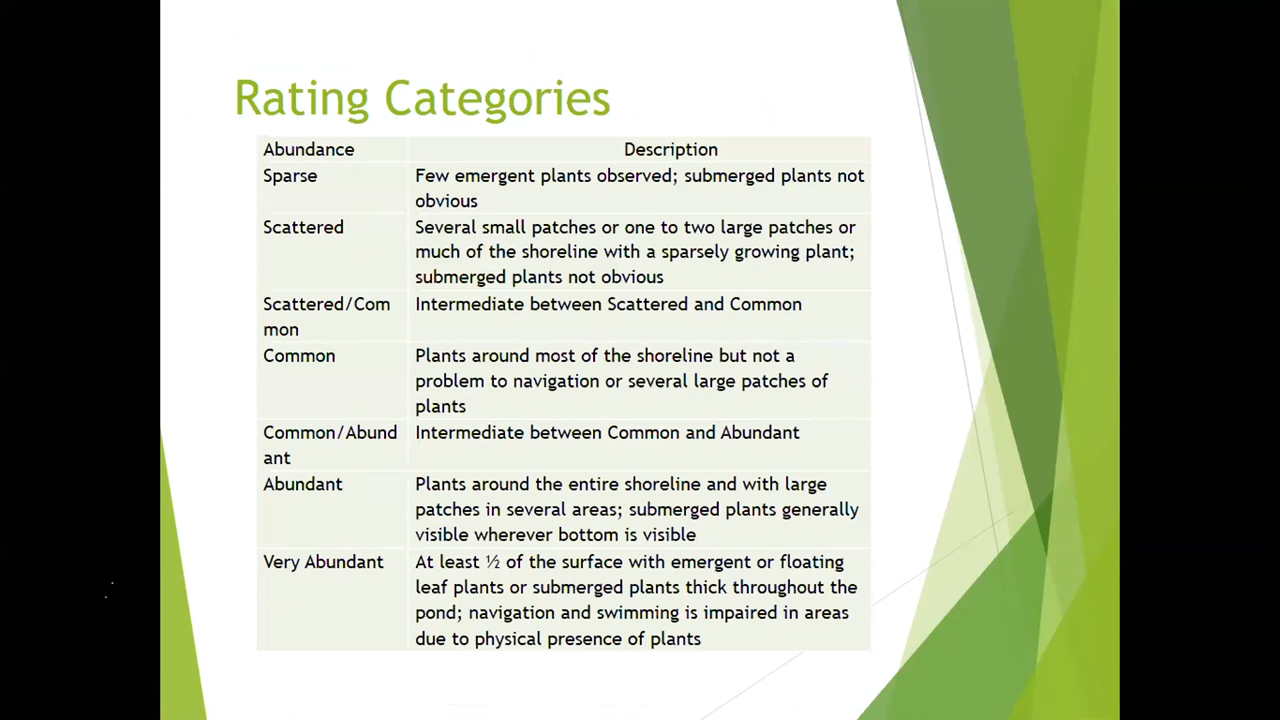 Rating Categories
Abundance
Description
Sparse
Few emergent plants observed; submerged plants not
obvious
Scattered
Several small patches or one to two large patches or
much of the shoreline with a sparsely growing plant;
submerged plants not obvious
Scattered/Com
mon
Intermediate between Scattered and Common
Common
Plants around most of the shoreline but not a
problem to navigation or several large patches of
plants
Common/Abund
ant
Intermediate between Common and Abundant
Abundant
Plants around the entire shoreline and with large
patches in several areas; submerged plants generally
visible wherever bottom is visible
Very Abundant
At least ½ of the surface with emergent or floating
leaf plants or submerged plants thick throughout the
pond; navigation and swimming is impaired in areas
due to physical presence of plants